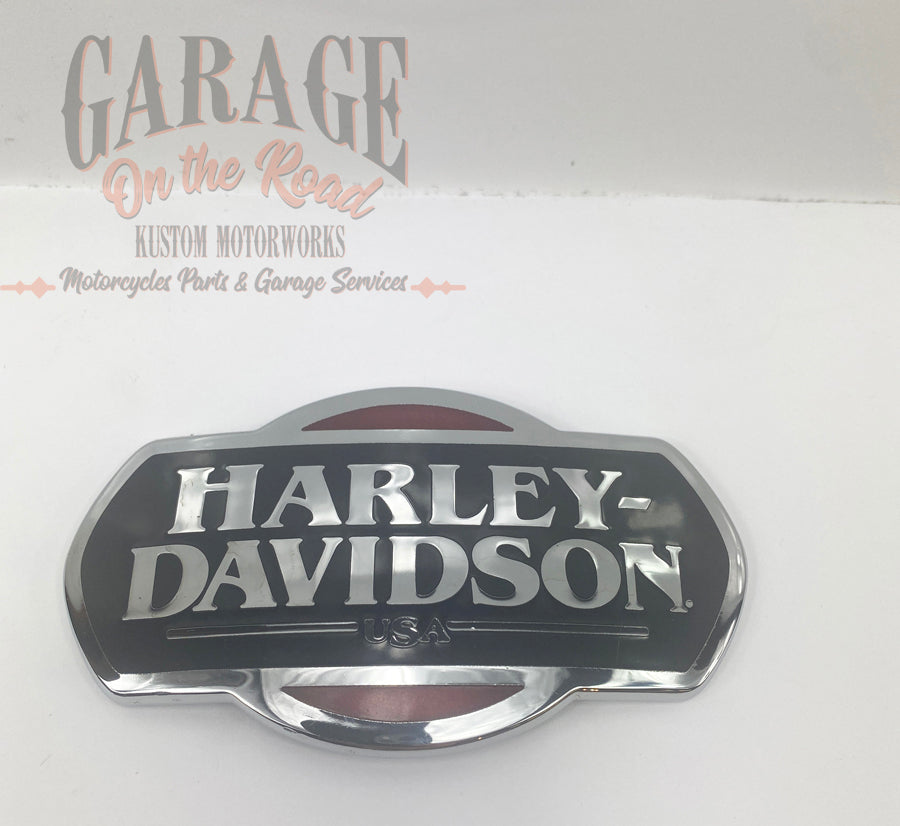 GARAGE
On the Road
KUSTOM MOTORWORKS
Motorcycles Parts & Garage Services
HARLEY-
DAVIDSON®
USA